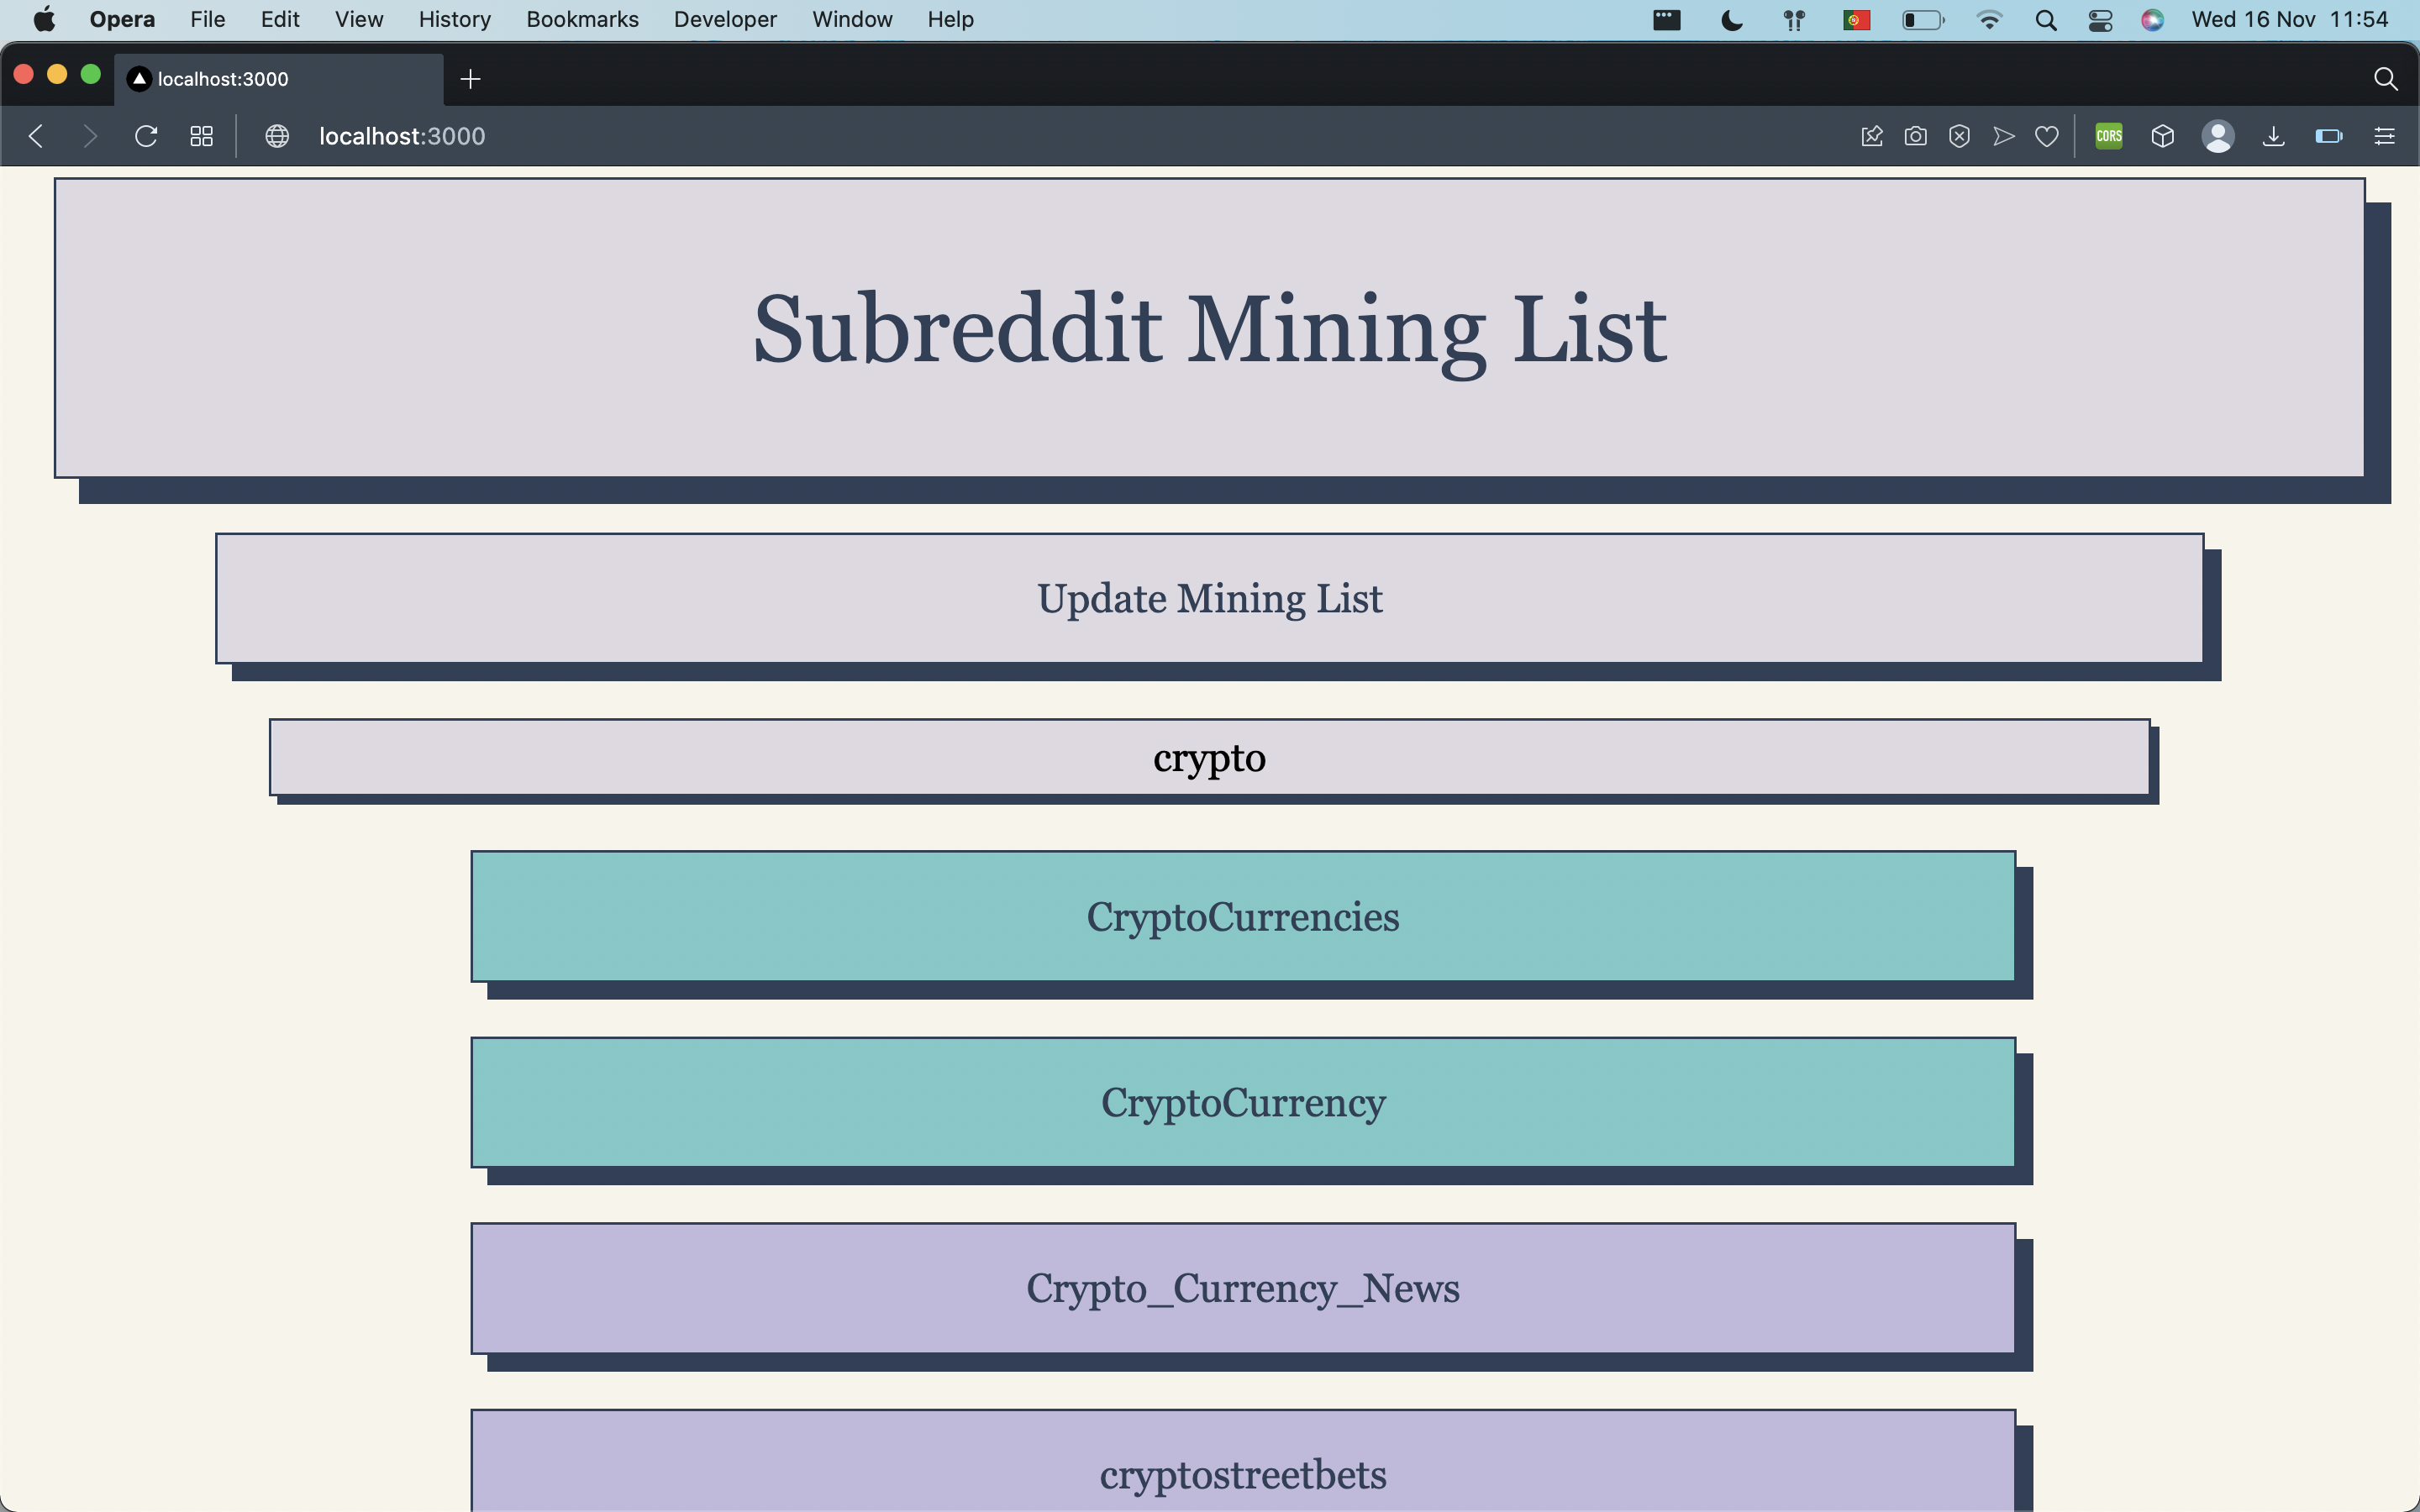 Opera File Edit View History Bookmarks Developer Window Help Wed 16 Nov 11:54
localhost:3000
localhost:3000 CORS
Subreddit Mining List
Update Mining List
crypto
CryptoCurrencies
CryptoCurrency
Crypto_Currency_News
cryptostreetbets